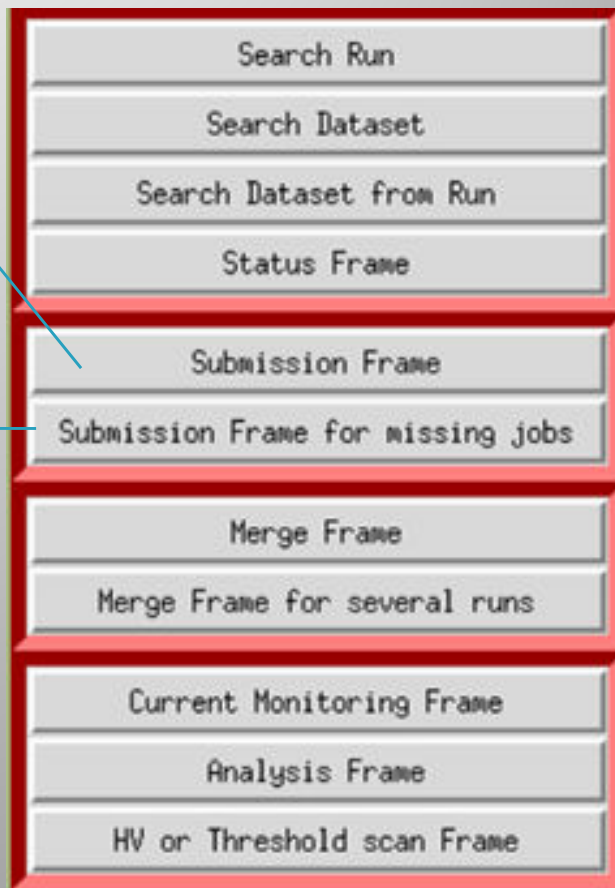 Search Run
Search Dataset
Search Dataset from Run
Status Frame
Submission Frame
Submission Frame for missing jobs
Merge Frame
Merge Frame for several runs
Current Monitoring Frame
Analysis Frame
HV or Threshold scan Frame